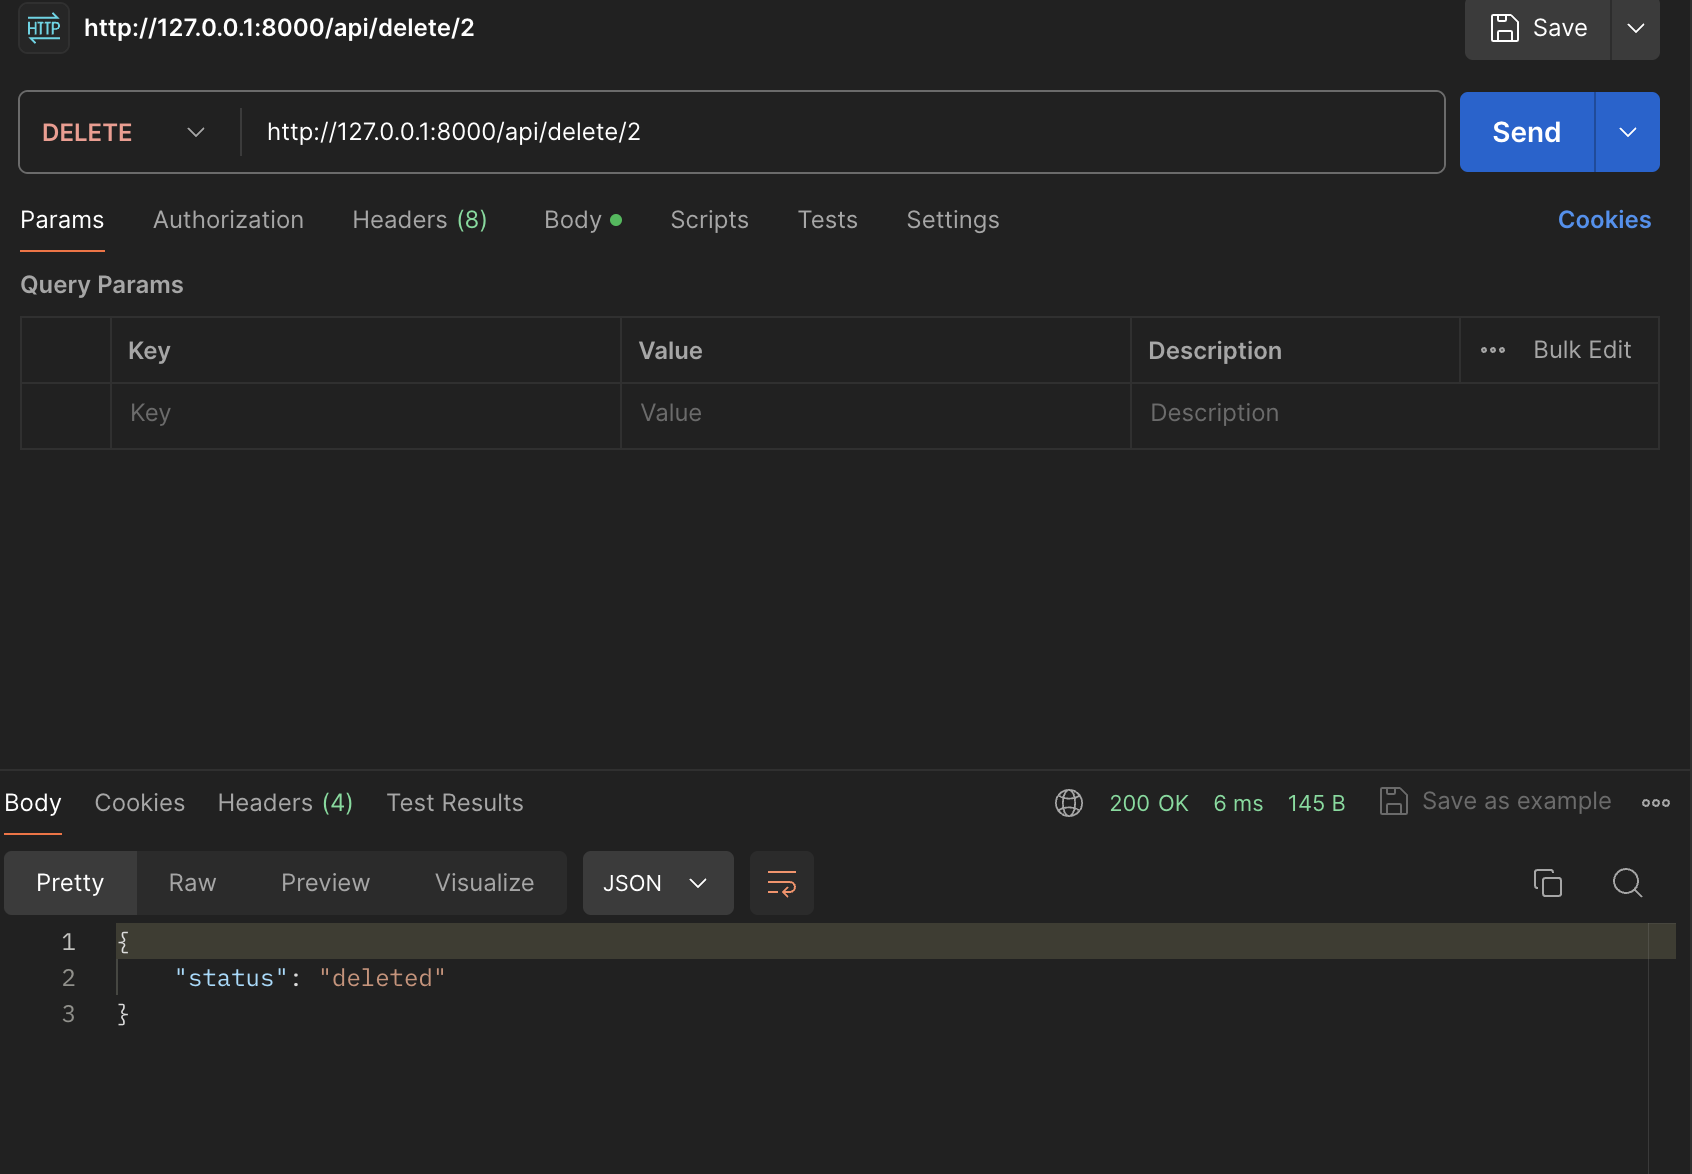 HTTP http://127.0.0.1:8000/api/delete/2 Save
DELETE http://127.0.0.1:8000/api/delete/2 Send
Params Authorization Headers (8) Body Scripts Tests Settings Cookies
Query Params
Key Value Description Bulk Edit
Key Value Description
Body Cookies Headers (4) Test Results 200 OK 6 ms 145 B Save as example
Pretty Raw Preview Visualize JSON
1 {
2 "status": "deleted"
3 }